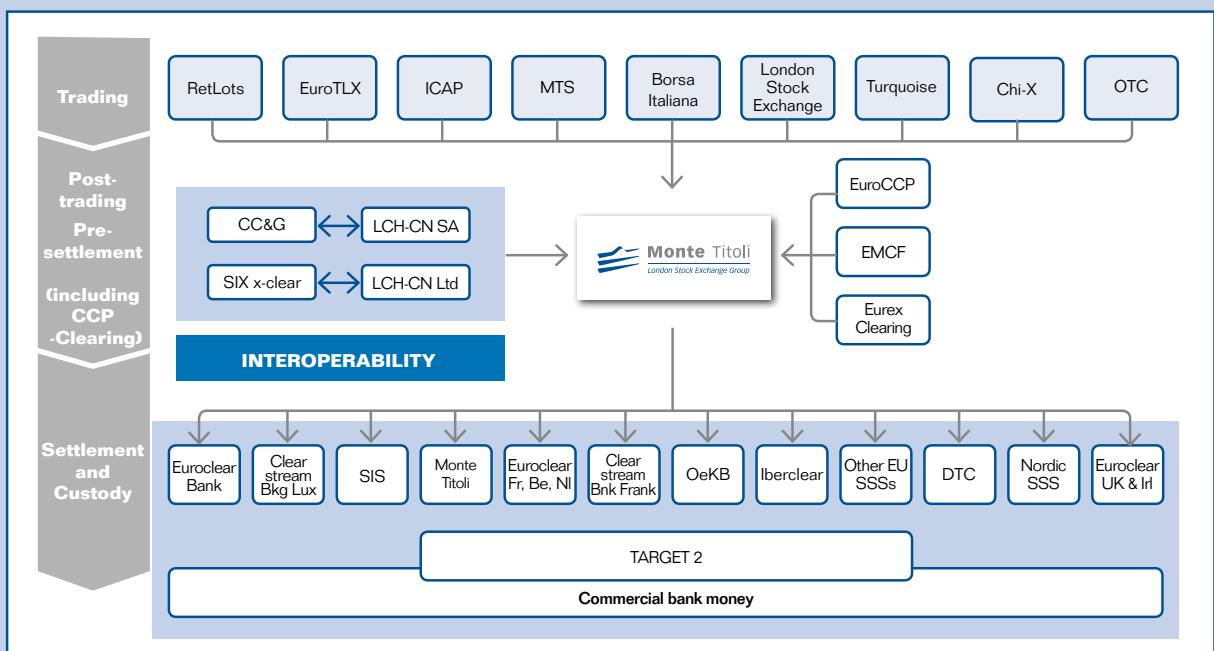 Trading
RetLots
EuroTLX
ICAP
MTS
Borsa
Italiana
London
Stock
Exchange
Turquoise
Chi-X
OTC
Post-
trading
Pre-
settlement
(including
CCP
-Clearing)
CC&G
LCH-CN SA
SIX x-clear
LCH-CN Ltd
INTEROPERABILITY
Monte Titoli
London Stock Exchange Group
EuroCCP
EMCF
Eurex
Clearing
Settlement
and
Custody
Euroclear
Bank
Clear
stream
Bkg Lux
SIS
Monte
Titoli
Euroclear
Fr, Be, Nl
Clear
stream
Bnk Frank
OeKB
Iberclear
Other EU
SSSs
DTC
Nordic
SSS
Euroclear
UK & Irl
TARGET 2
Commercial bank money